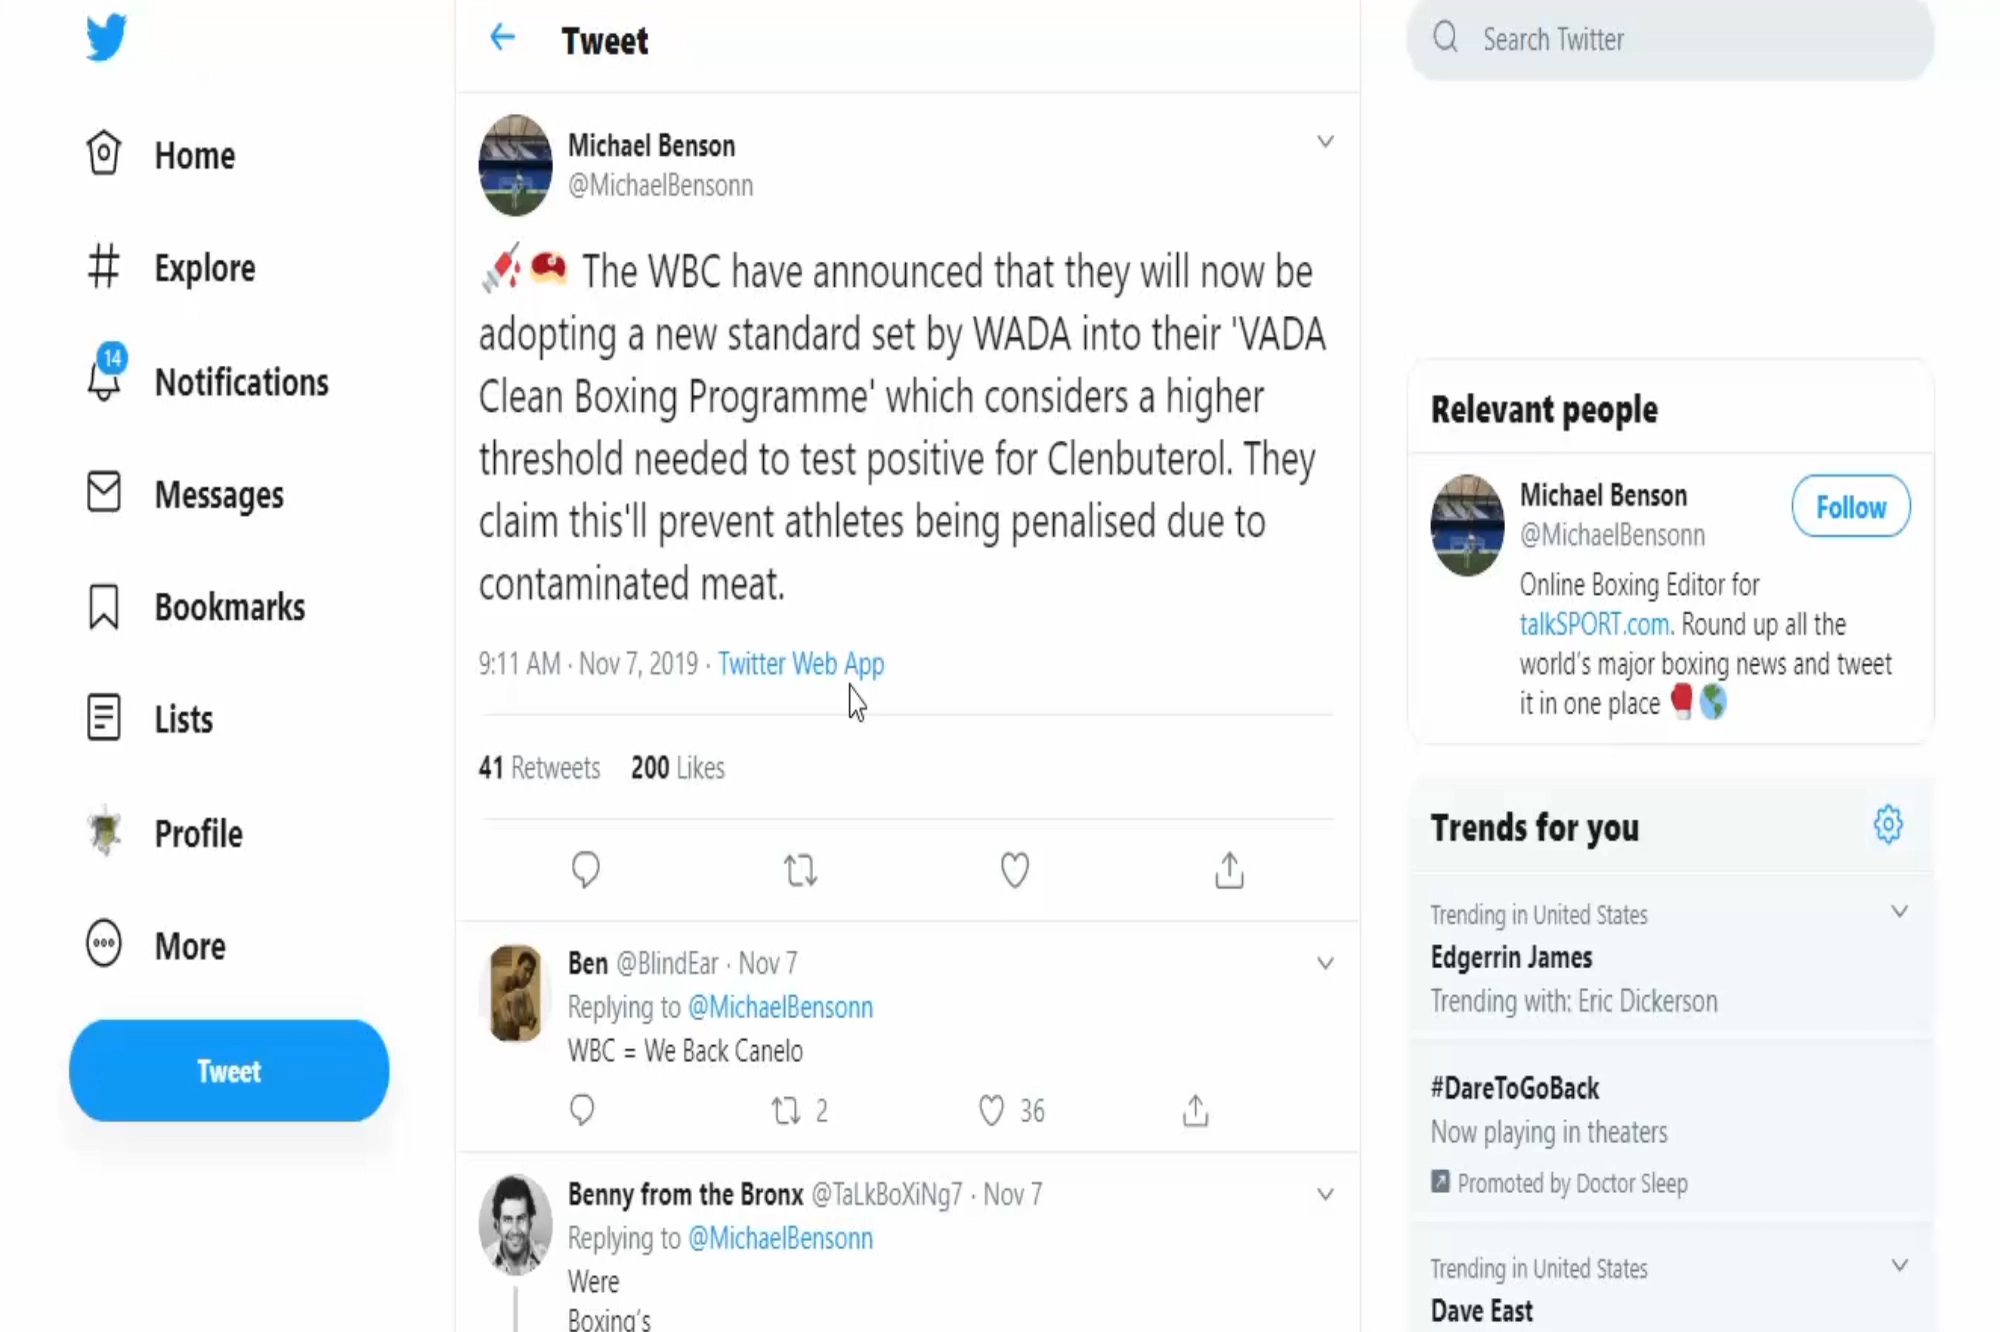 Tweet
Search Twitter
Home
Explore
14
Notifications
Messages
Bookmarks
Lists
Profile
More
Tweet
Michael Benson
@MichaelBensonn
The WBC have announced that they will now be
adopting a new standard set by WADA into their 'VADA
Clean Boxing Programme' which considers a higher
threshold needed to test positive for Clenbuterol. They
claim this'll prevent athletes being penalised due to
contaminated meat.
9:11 AM · Nov 7, 2019 · Twitter Web App
41 Retweets 200 Likes
Ben @BlindEar · Nov 7
Replying to @MichaelBensonn
WBC = We Back Canelo
2 36
Benny from the Bronx @TaLkBoXiNg7 · Nov 7
Replying to @MichaelBensonn
Were
Boxing's
Relevant people
Michael Benson
@MichaelBensonn
Follow
Online Boxing Editor for
talkSPORT.com. Round up all the
world's major boxing news and tweet
it in one place
Trends for you
Trending in United States
Edgerrin James
Trending with: Eric Dickerson
#DareToGoBack
Now playing in theaters
Promoted by Doctor Sleep
Trending in United States
Dave East